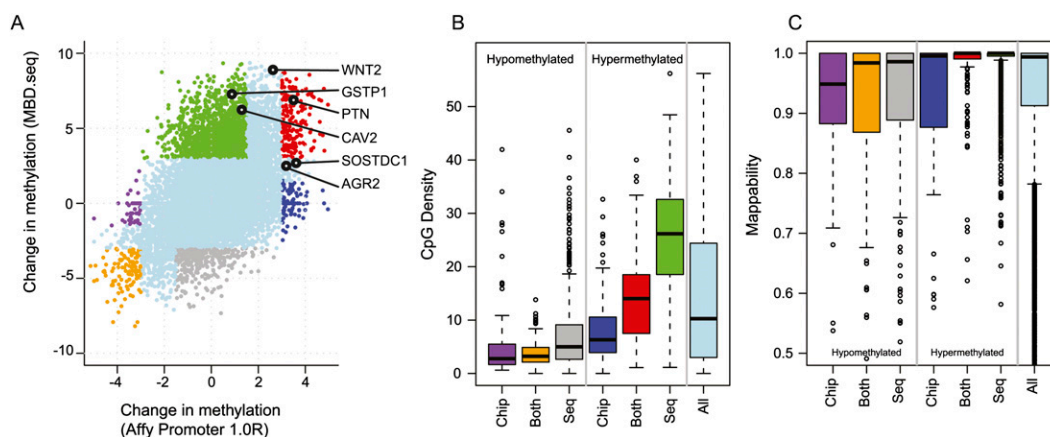 A
Change in methylation (MBD.seq)
10
5
0
-5
-10
-4
-2
0
2
4
Change in methylation
(Affy Promoter 1.0R)
WNT2
GSTP1
PTN
CAV2
SOSTDC1
AGR2
B
CpG Density
50
40
30
20
10
0
Hypomethylated
Hypermethylated
Chip
Both
Seq
Chip
Both
Seq
All
C
Mappability
1.0
0.9
0.8
0.7
0.6
0.5
Hypomethylated
Hypermethylated
Chip
Both
Seq
Chip
Both
Seq
All